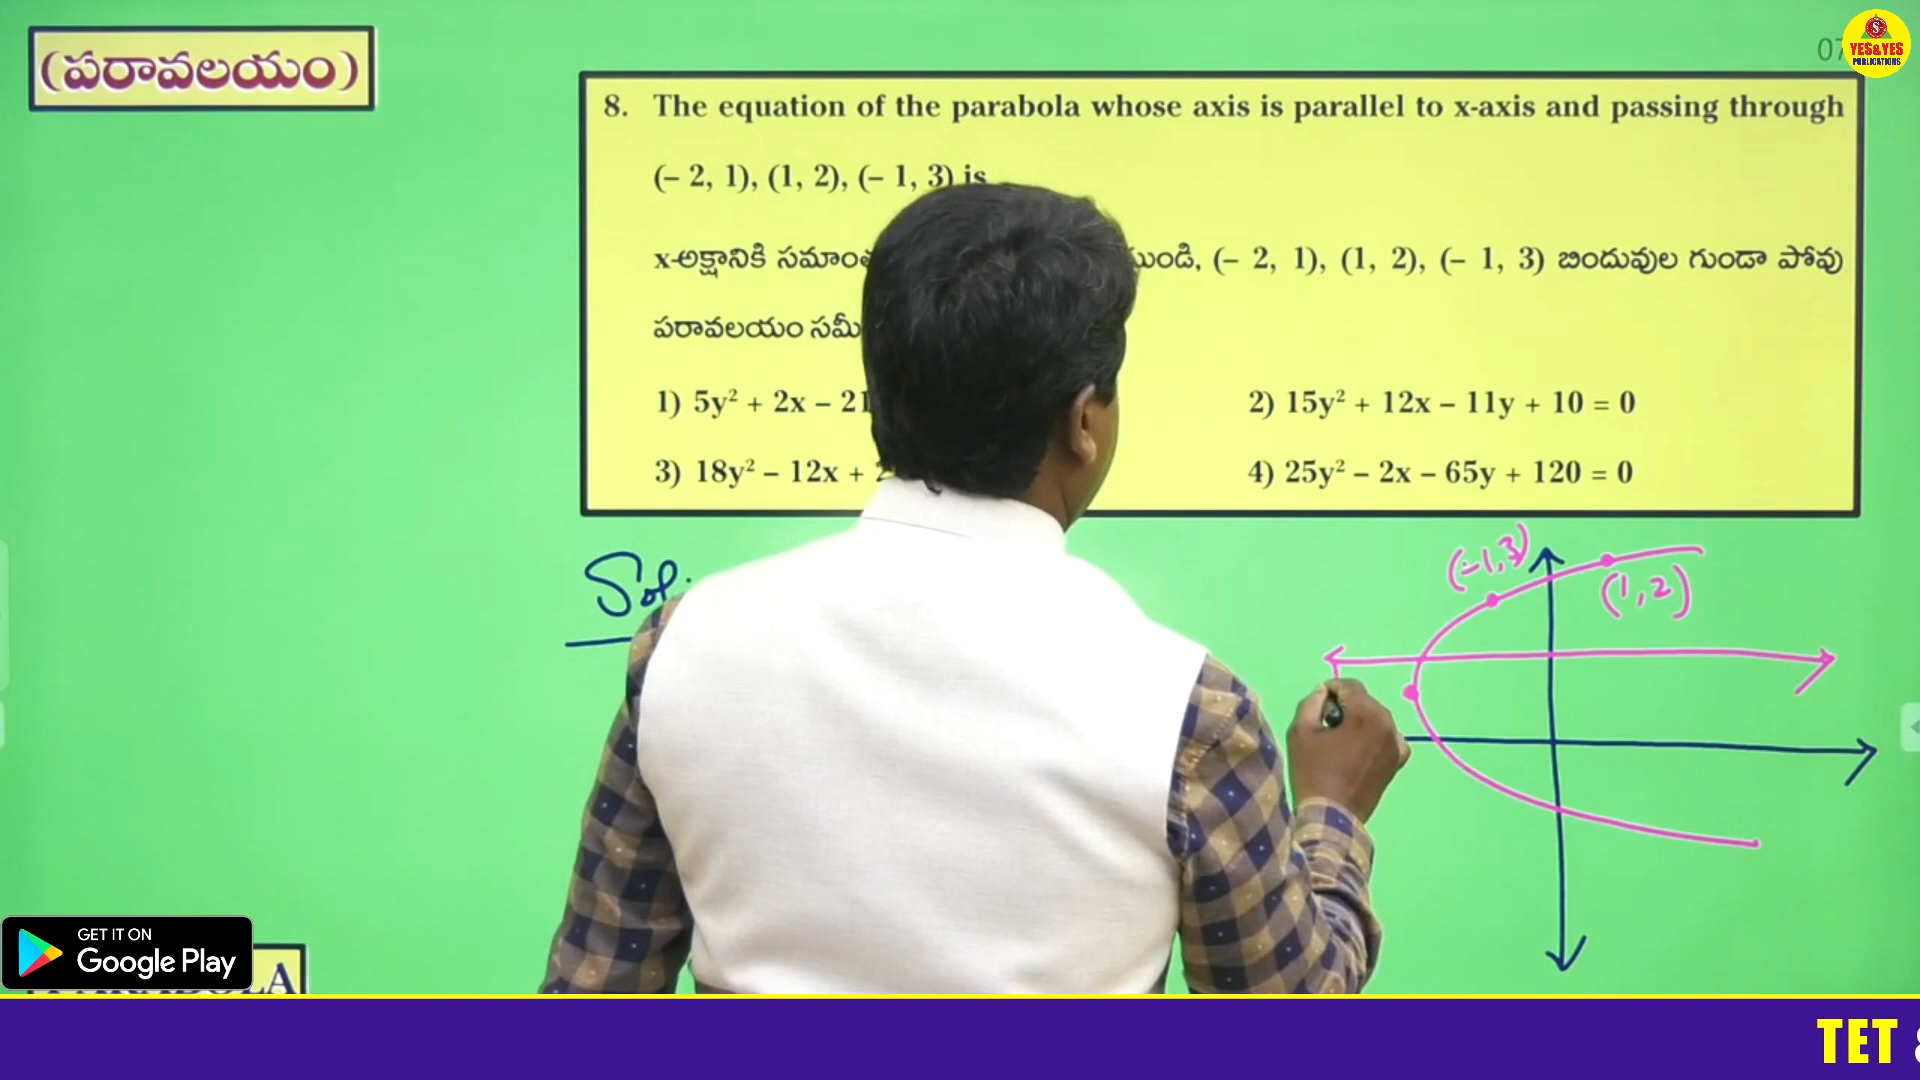 (పరావలయం)
07
YES&YES
PUBLICATIONS
8. The equation of the parabola whose axis is parallel to x-axis and passing through
(– 2, 1), (1, 2), (– 1, 3) is
x-అక్షానికి (– 2, 1), (1, 2), (– 1, 3) బిందువుల గుండా పోవు
పరావలయం
1) 5y² + 2x – 21
2) 15y² + 12x – 11y + 10 = 0
3) 18y² – 12x + 2
4) 25y² – 2x – 65y + 120 = 0
Sol:
(-1,3)
(1,2)
GET IT ON
Google Play
TET